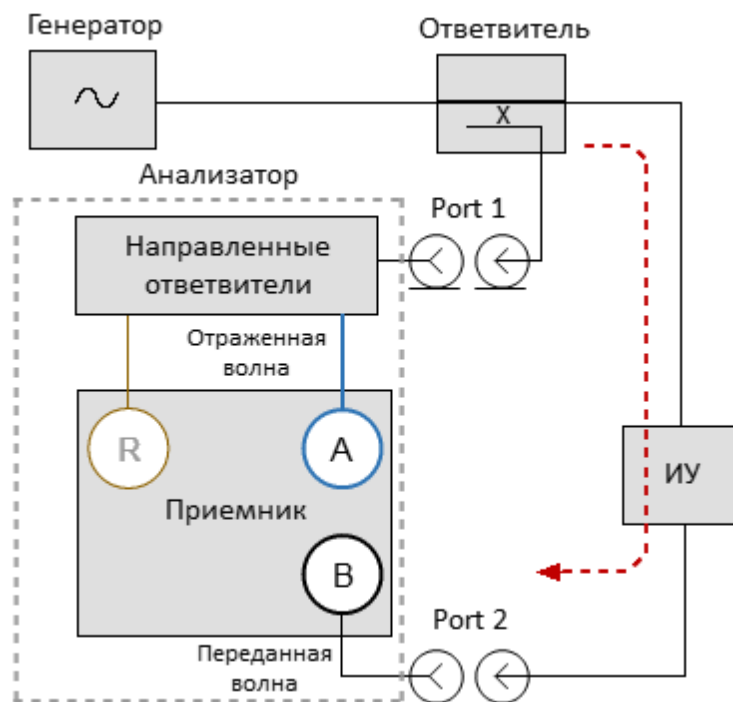 Генератор
Ответвитель
X
Анализатор
Port 1
Направленные
ответвители
Отраженная
волна
R
A
ИУ
Приемник
B
Port 2
Переданная
волна